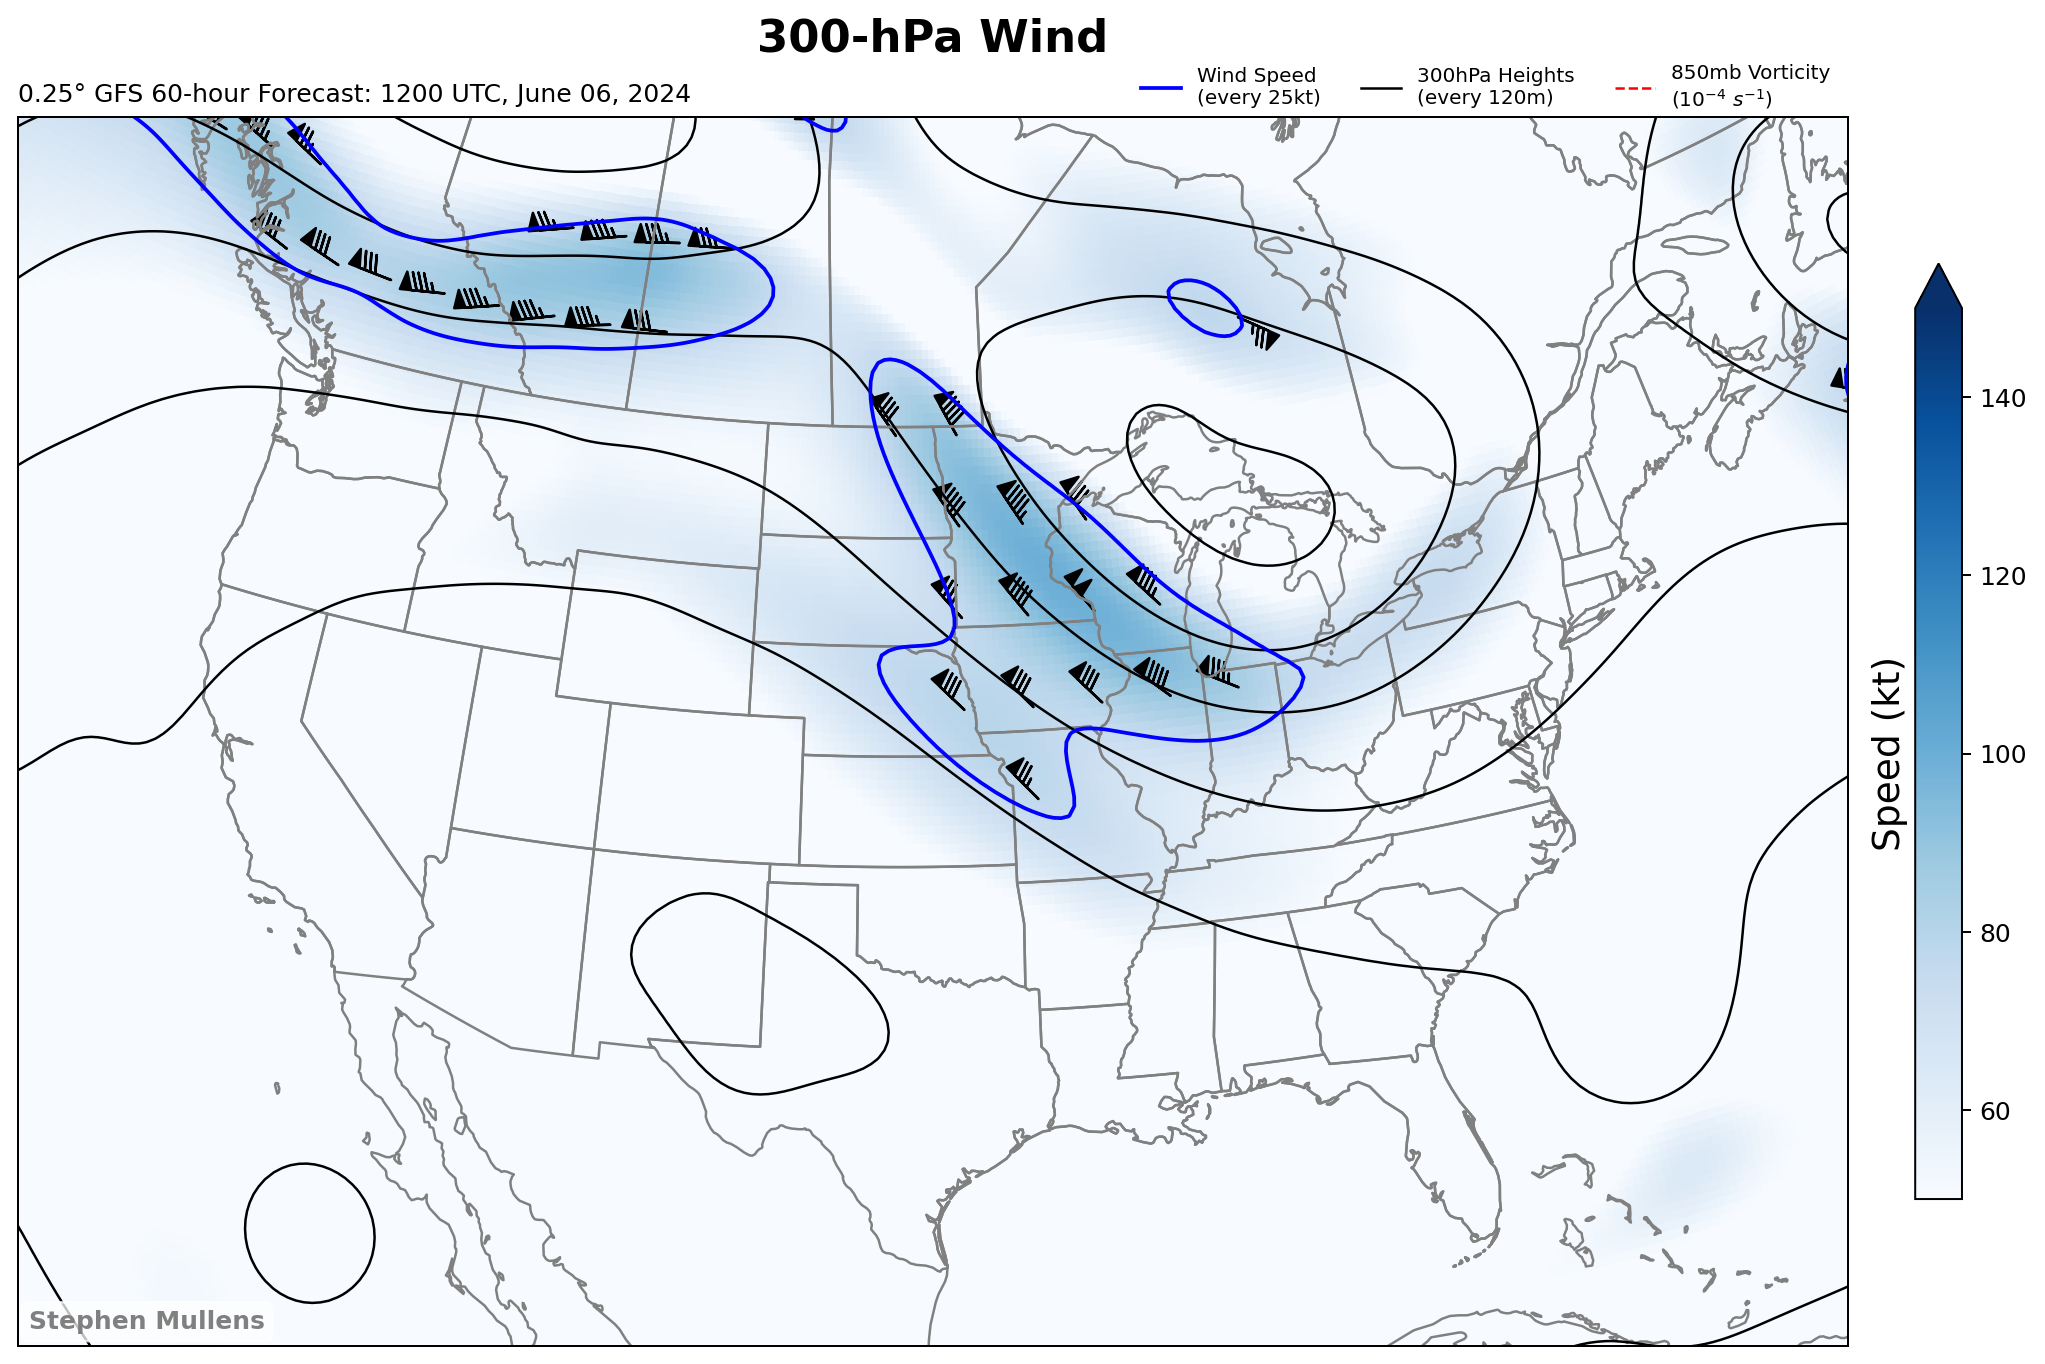 300-hPa Wind
0.25° GFS 60-hour Forecast: 1200 UTC, June 06, 2024
Wind Speed
(every 25kt)
300hPa Heights
(every 120m)
850mb Vorticity
(10⁻⁴ s⁻¹)
140
120
100
80
60
Speed (kt)
Stephen Mullens